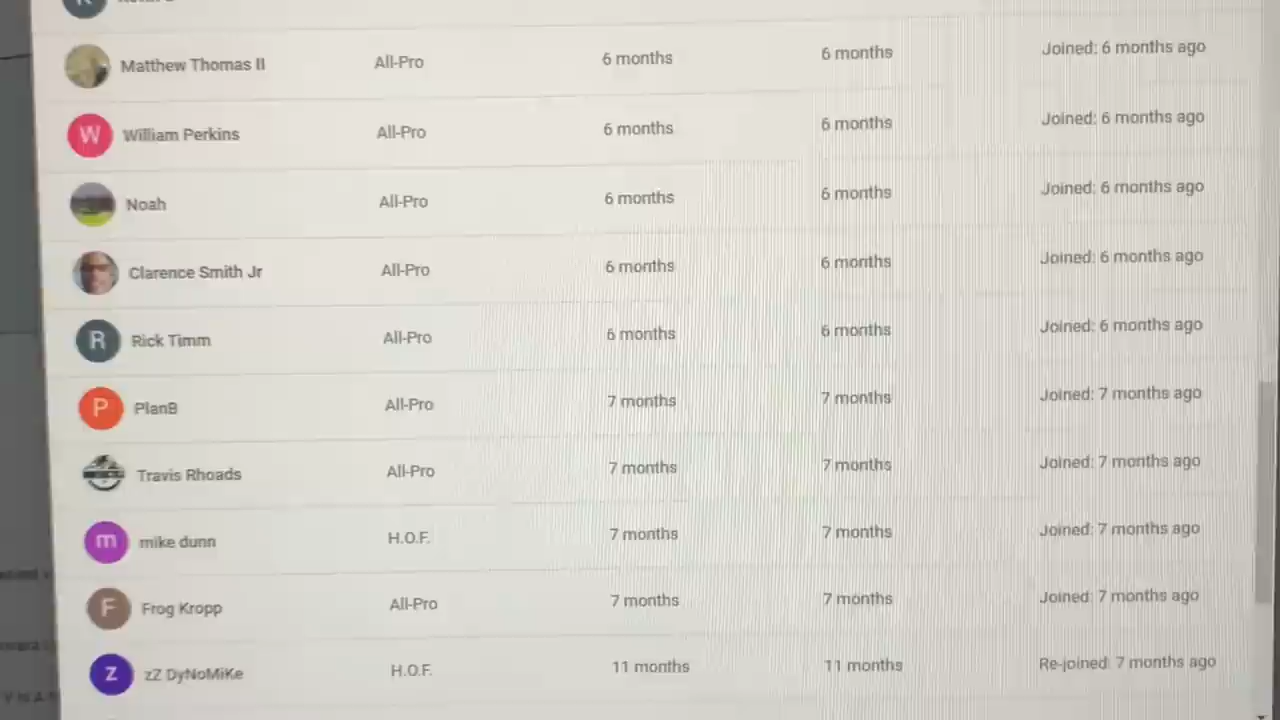 Matthew Thomas II All-Pro 6 months 6 months Joined: 6 months ago
W William Perkins All-Pro 6 months 6 months Joined: 6 months ago
Noah All-Pro 6 months 6 months Joined: 6 months ago
Clarence Smith Jr All-Pro 6 months 6 months Joined: 6 months ago
R Rick Timm All-Pro 6 months 6 months Joined: 6 months ago
P PlanB All-Pro 7 months 7 months Joined: 7 months ago
Travis Rhoads All-Pro 7 months 7 months Joined: 7 months ago
m mike dunn H.O.F. 7 months 7 months Joined: 7 months ago
F Frog Kropp All-Pro 7 months 7 months Joined: 7 months ago
z zZ DyNoMiKe H.O.F. 11 months 11 months Re-joined: 7 months ago